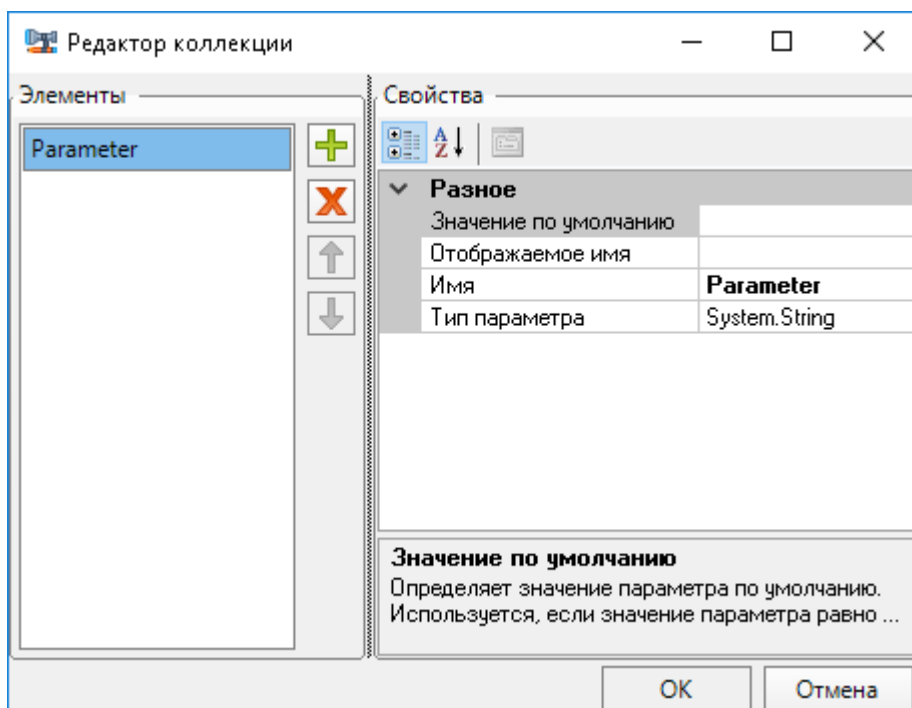 Редактор коллекции
Элементы
Parameter
Свойства
Разное
Значение по умолчанию
Отображаемое имя
Имя Parameter
Тип параметра System.String
Значение по умолчанию
Определяет значение параметра по умолчанию.
Используется, если значение параметра равно ...
ОК Отмена